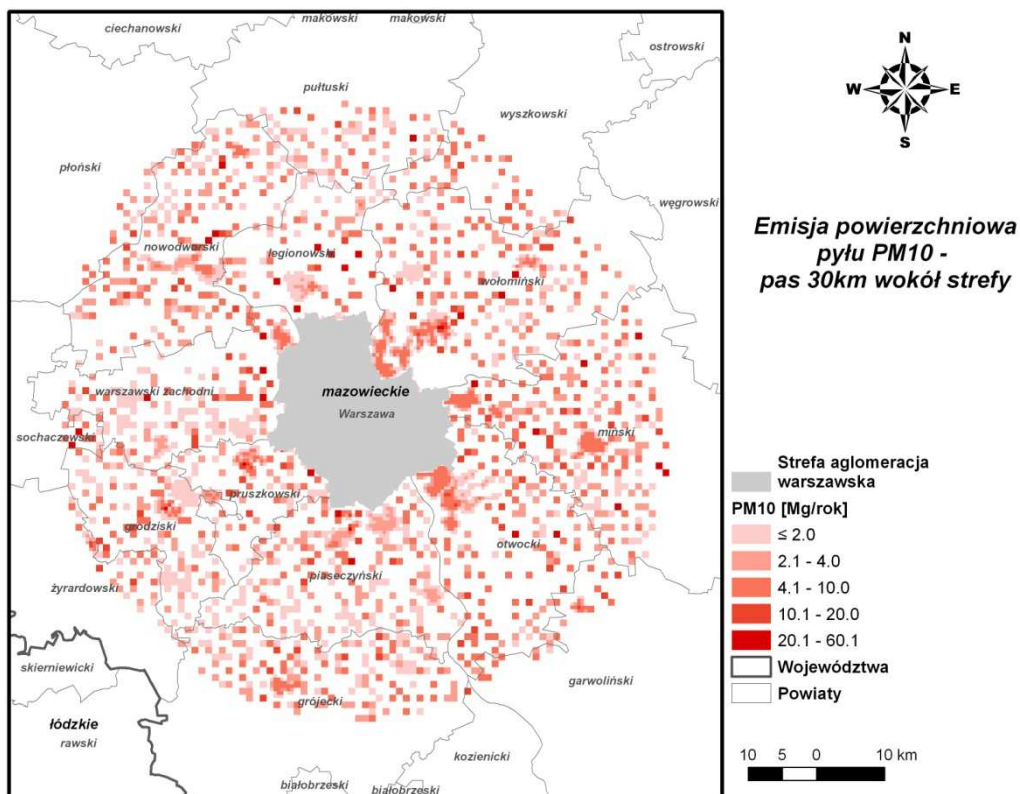 ciechanowski
makowski
makowski
ostrowski
pułtuski
wyszkowski
płoński
węgrowski
nowodworski
legionowski
wołomiński
mazowieckie
Warszawa
warszawski zachodni
sochaczewski
miński
pruszkowski
grodziski
otwocki
piaseczyński
żyrardowski
skierniewicki
garwoliński
grójecki
łódzkie
rawski
kozienicki
białobrzeski
białobrzeski
N
W
E
S
Emisja powierzchniowa
pyłu PM10 -
pas 30km wokół strefy
Strefa aglomeracja
warszawska
PM10 [Mg/rok]
≤ 2.0
2.1 - 4.0
4.1 - 10.0
10.1 - 20.0
20.1 - 60.1
Województwa
Powiaty
10 5 0 10 km